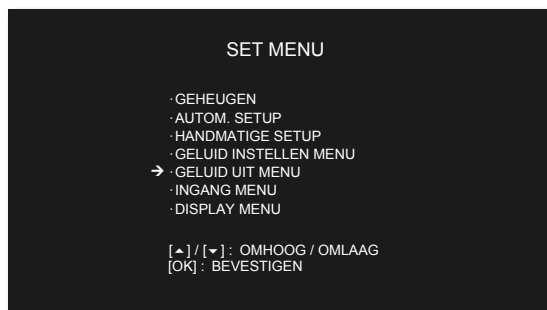 SET MENU
·GEHEUGEN
·AUTOM. SETUP
·HANDMATIGE SETUP
·GELUID INSTELLEN MENU
➔ ·GELUID UIT MENU
·INGANG MENU
·DISPLAY MENU
[▲] / [▼] : OMHOOG / OMLAAG
[OK] : BEVESTIGEN